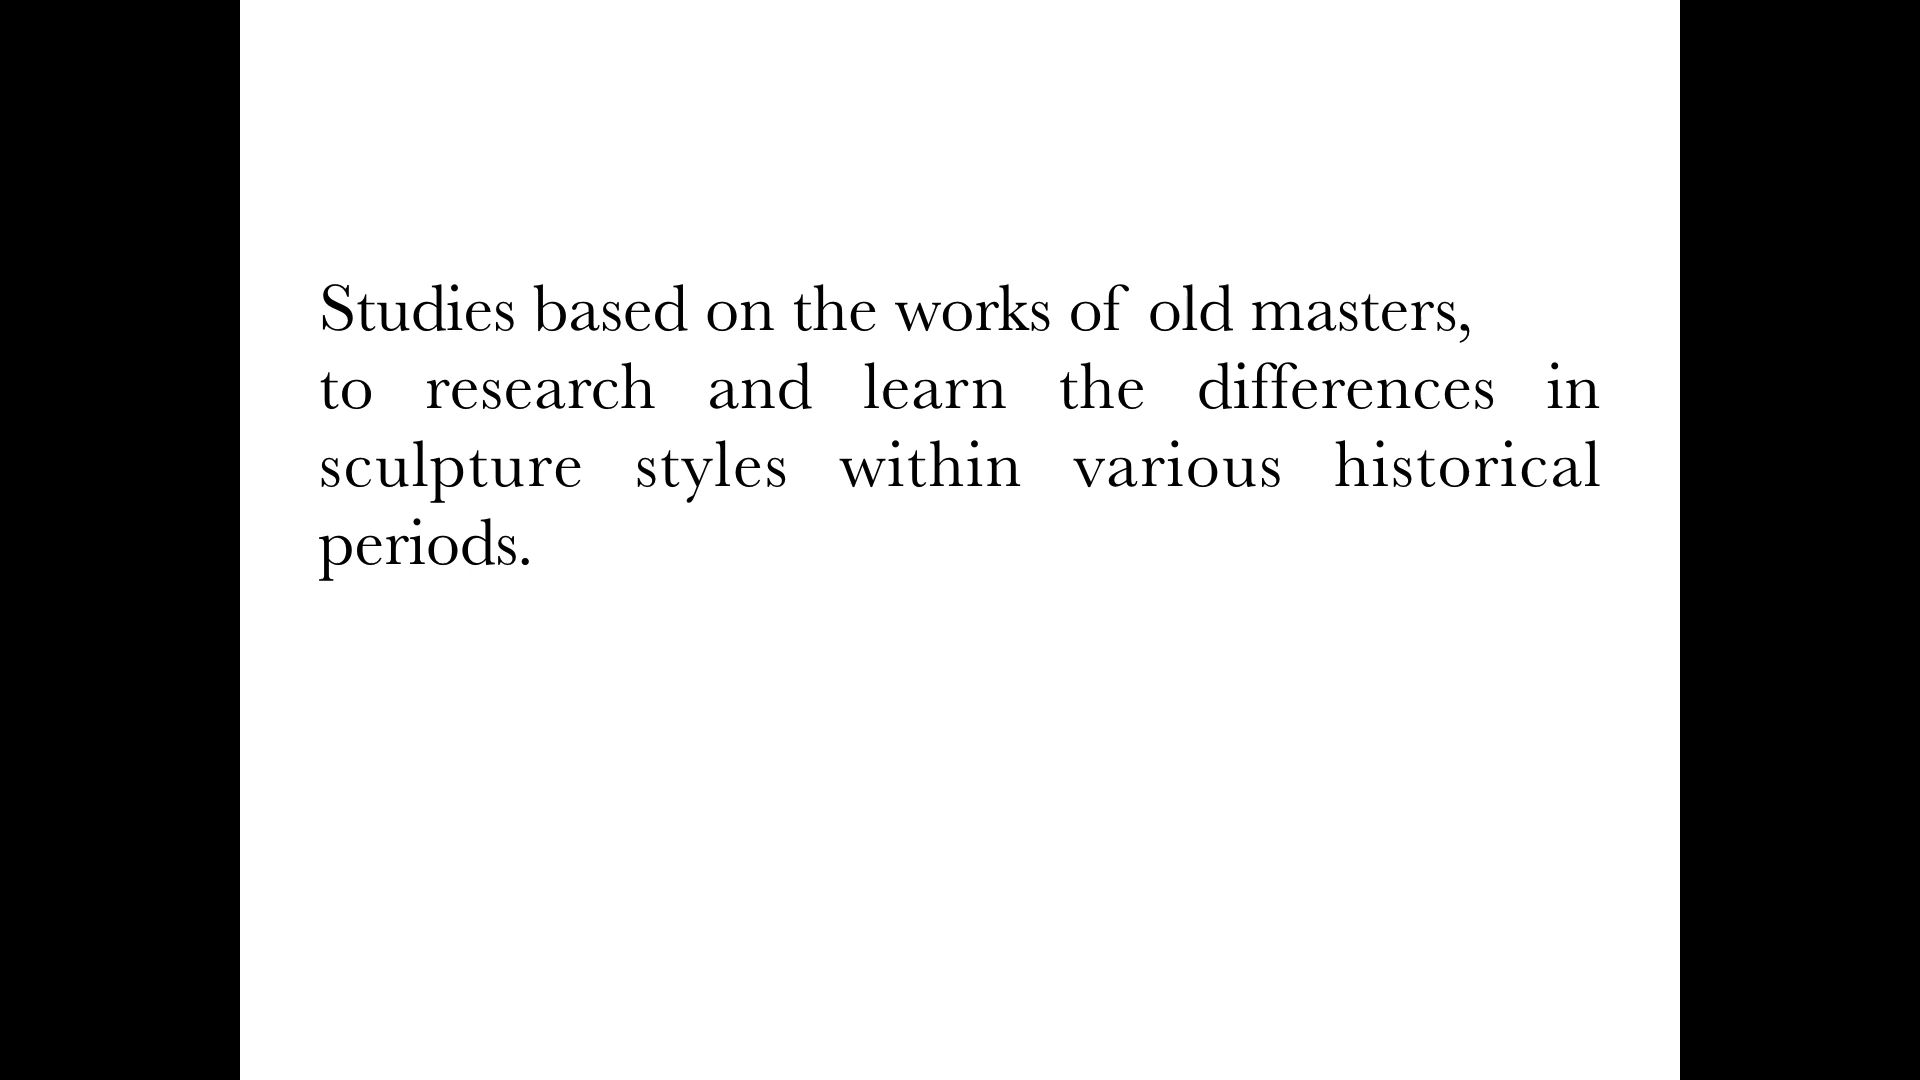 Studies based on the works of old masters,
to research and learn the differences in
sculpture styles within various historical
periods.